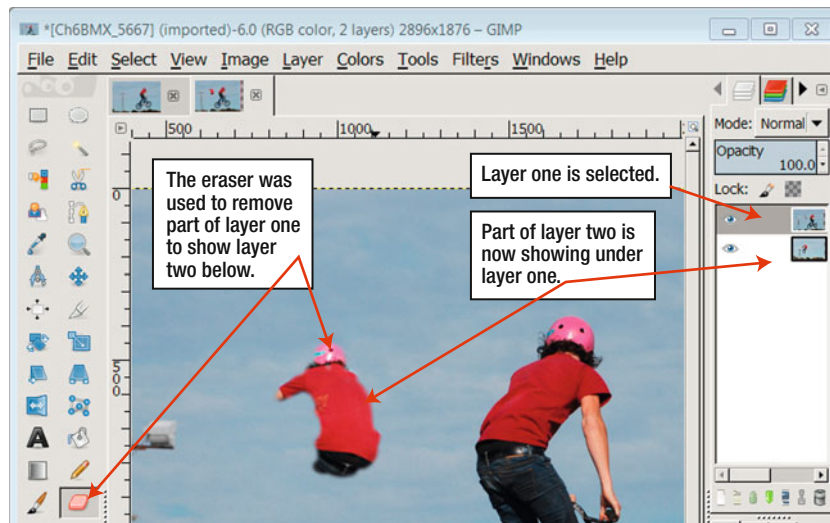 *[Ch6BMX_5667] (imported)-6.0 (RGB color, 2 layers) 2896x1876 – GIMP
File Edit Select View Image Layer Colors Tools Filters Windows Help
500 1000 1500
Mode: Normal
Opacity
100.0
Lock:
The eraser was
used to remove
part of layer one
to show layer
two below.
Layer one is selected.
Part of layer two is
now showing under
layer one.
0
500